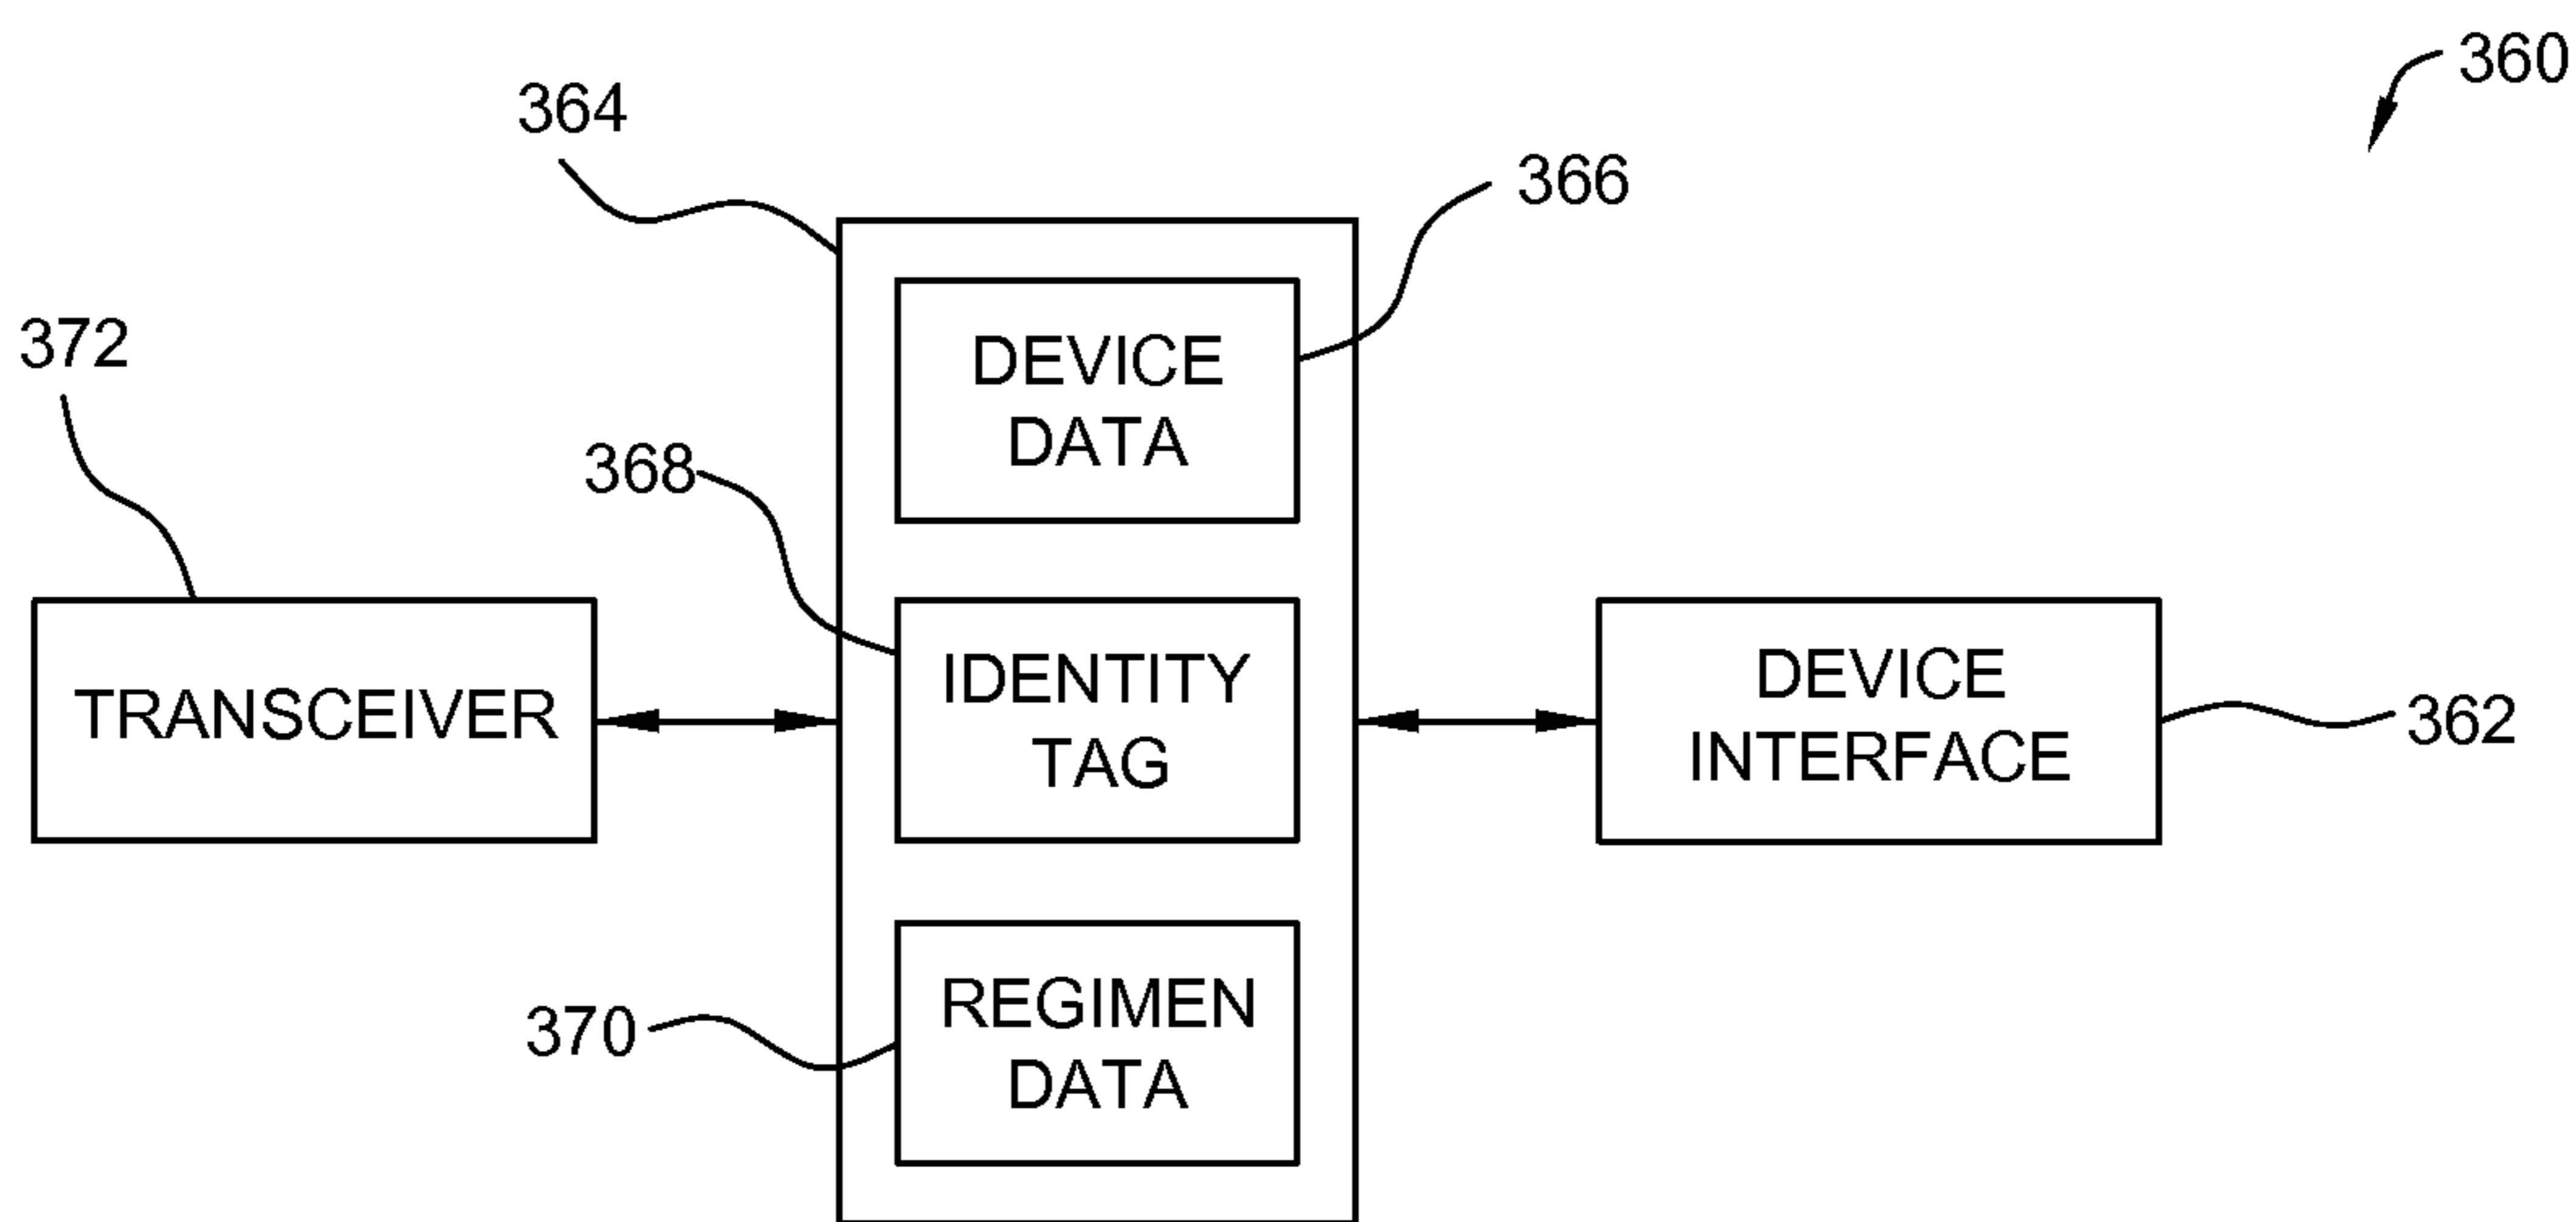 360
364
366
372
DEVICE
DATA
368
IDENTITY
TAG
TRANSCEIVER
DEVICE
INTERFACE
362
REGIMEN
DATA
370